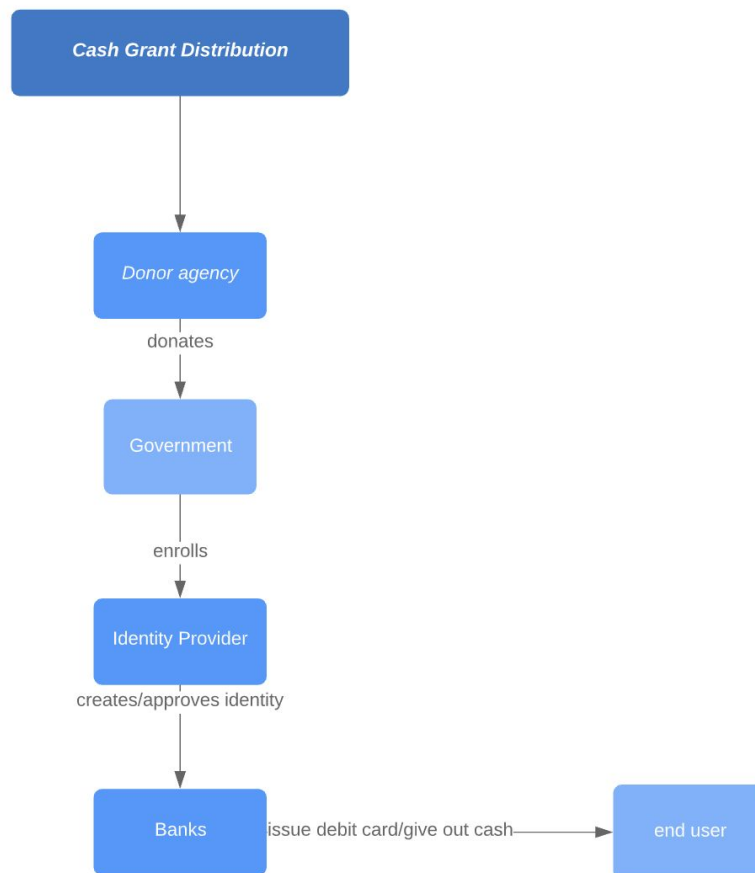 Cash Grant Distribution
Donor agency
donates
Government
enrolls
Identity Provider
creates/approves identity
Banks
issue debit card/give out cash
end user